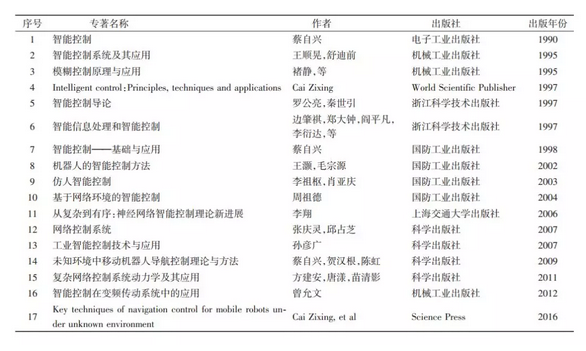 序号 专著名称 作者 出版社 出版年份
1 智能控制 蔡自兴 电子工业出版社 1990
2 智能控制系统及其应用 王顺晃,舒迪前 机械工业出版社 1995
3 模糊控制原理与应用 褚静,等 机械工业出版社 1995
4 Intelligent control:Principles, techniques and applications Cai Zixing World Scientific Publisher 1997
5 智能控制导论 罗公亮,秦世引 浙江科学技术出版社 1997
6 智能信息处理和智能控制 边肇祺,郑大钟,阎平凡, 浙江科学技术出版社 1997
李衍达,等
7 智能控制——基础与应用 蔡自兴 国防工业出版社 1998
8 机器人的智能控制方法 王灏,毛宗源 国防工业出版社 2002
9 仿人智能控制 李祖枢,肖亚庆 国防工业出版社 2003
10 基于网络环境的智能控制 周祖德 国防工业出版社 2004
11 从复杂到有序:神经网络智能控制理论新进展 李翔 上海交通大学出版社 2006
12 网络控制系统 张庆灵,邱占芝 科学出版社 2007
13 工业智能控制技术与应用 孙彦广 科学出版社 2007
14 未知环境中移动机器人导航控制理论与方法 蔡自兴,贺汉根,陈虹 科学出版社 2009
15 复杂网络控制系统动力学及其应用 方建安,唐漾,苗清影 科学出版社 2011
16 智能控制在变频传动系统中的应用 曾允文 机械工业出版社 2012
17 Key techniques of navigation control for mobile robots un- Cai Zixing, et al Science Press 2016
der unknown environment